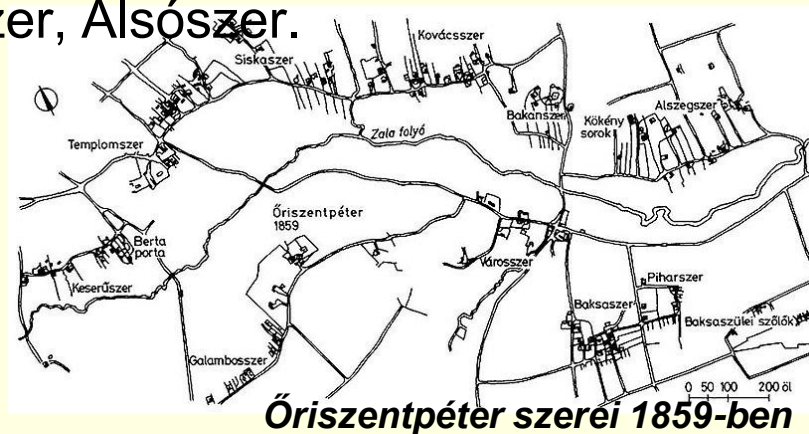 zer, Alsószer.
Kovácsszer
Siskaszer
Bakanszer
Kökény
sorok
Alszegszer
Zala folyó
Templomszer
Őriszentpéter
1859
Berta
porta
Városszer
Keserűszer
Piharszer
Baksaszer
Baksaszülei szőlők
Galambosszer
0 50 100 200 öl
Őriszentpéter szerei 1859-ben